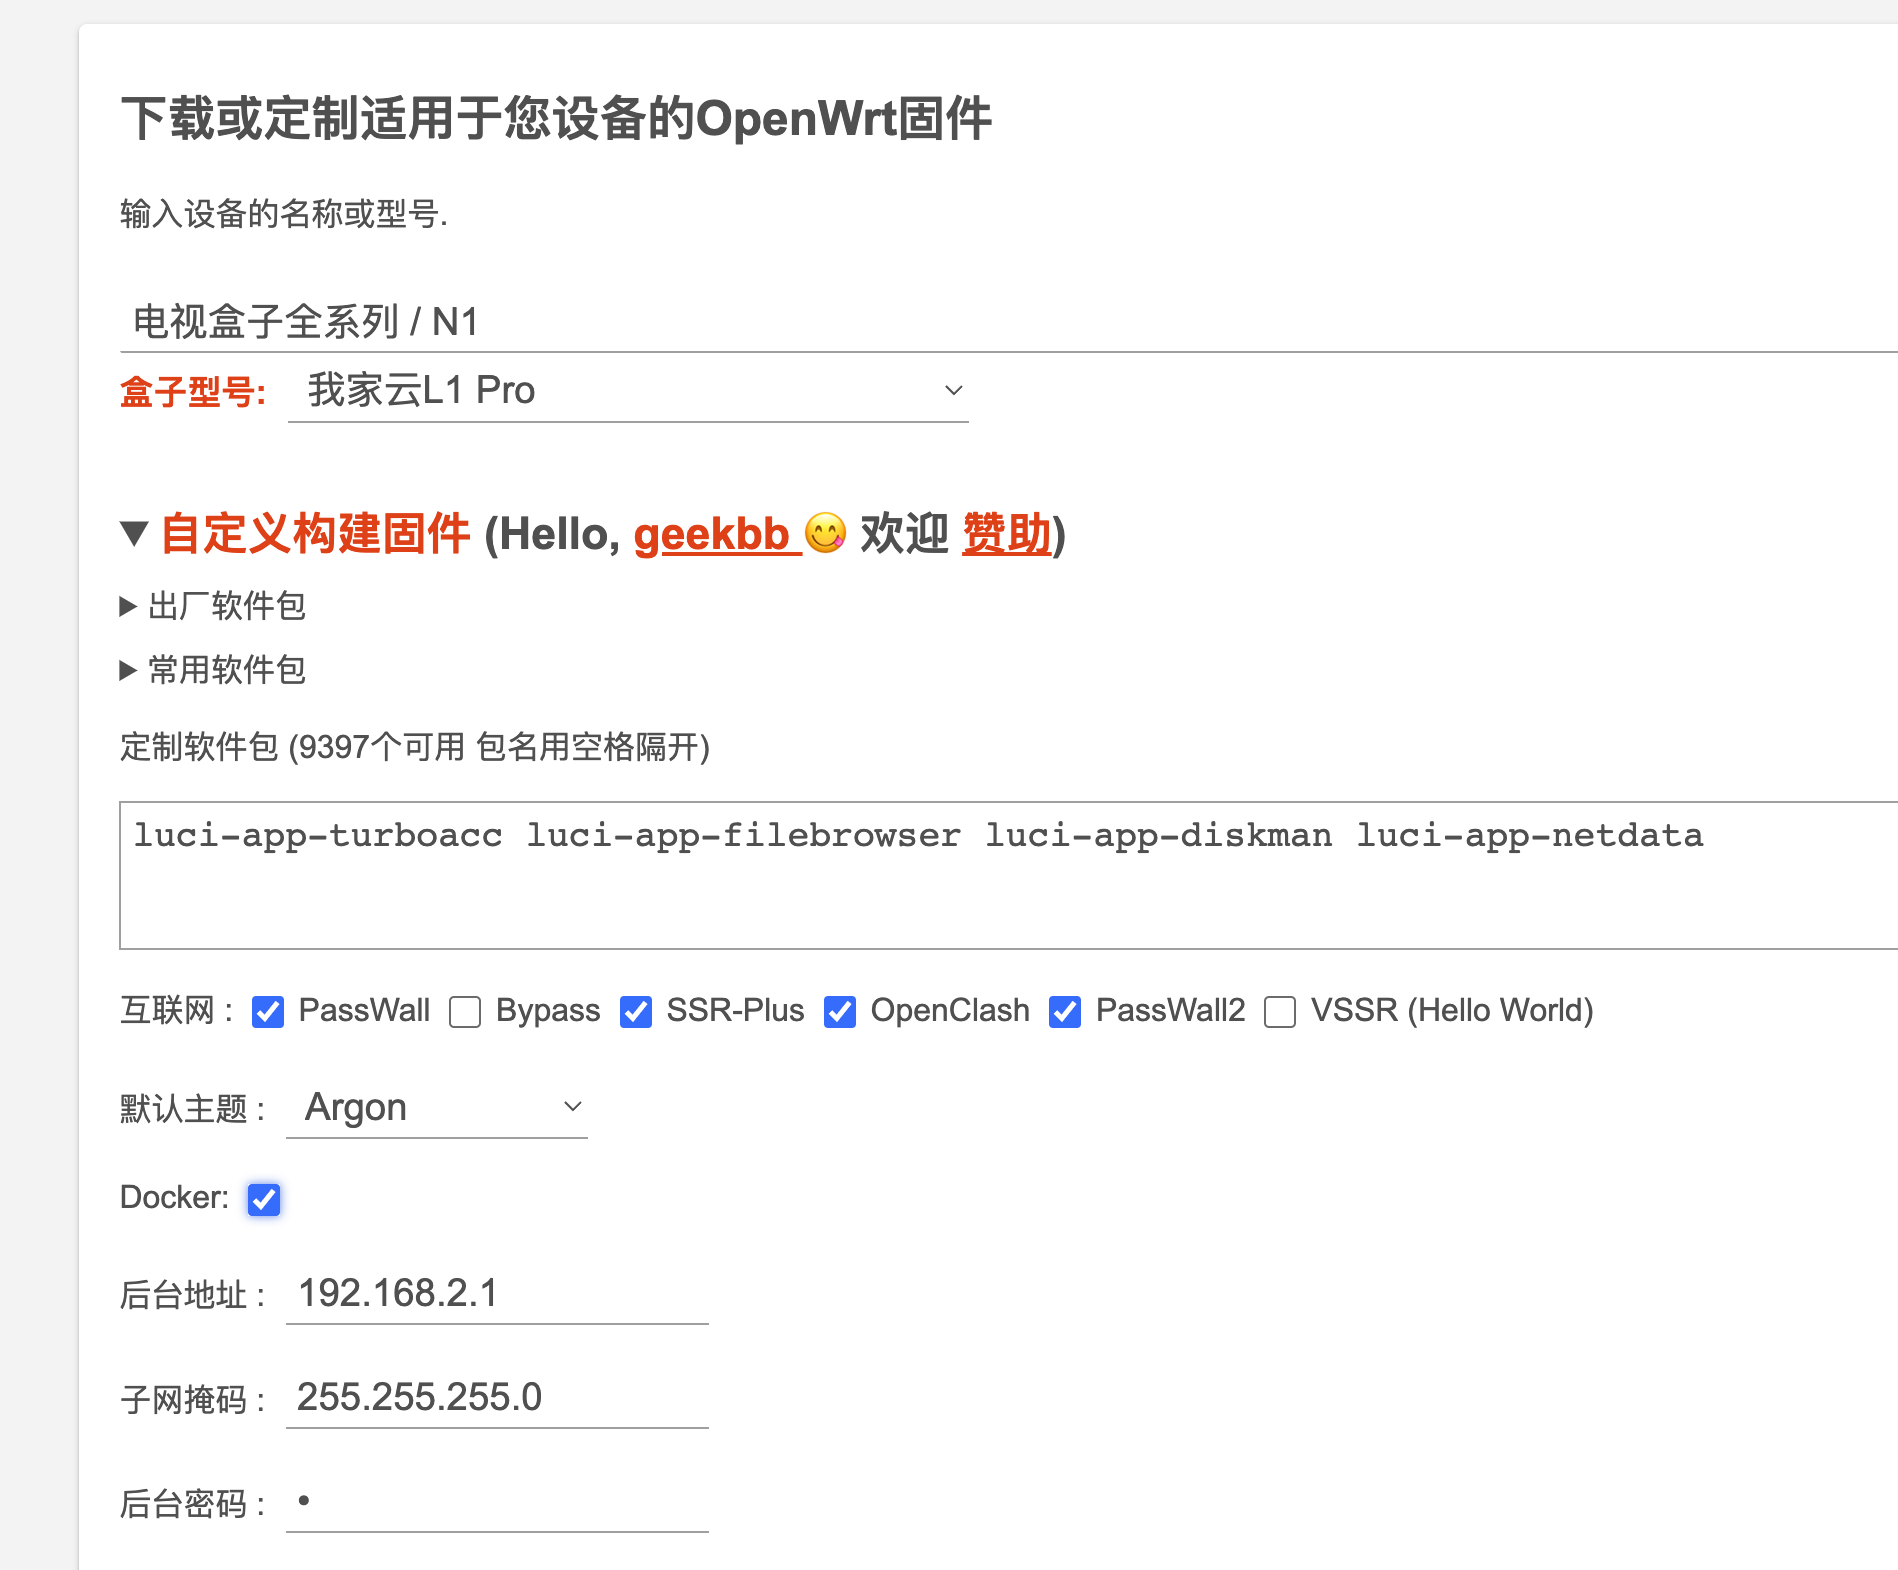 下载或定制适用于您设备的OpenWrt固件
输入设备的名称或型号.
电视盒子全系列 / N1
盒子型号: 我家云L1 Pro
▼ 自定义构建固件 (Hello, geekbb 😋 欢迎 赞助)
▶ 出厂软件包
▶ 常用软件包
定制软件包 (9397个可用 包名用空格隔开)
luci-app-turboacc luci-app-filebrowser luci-app-diskman luci-app-netdata
互联网 : PassWall Bypass SSR-Plus OpenClash PassWall2 VSSR (Hello World)
默认主题 : Argon
Docker:
后台地址 : 192.168.2.1
子网掩码 : 255.255.255.0
后台密码 : •